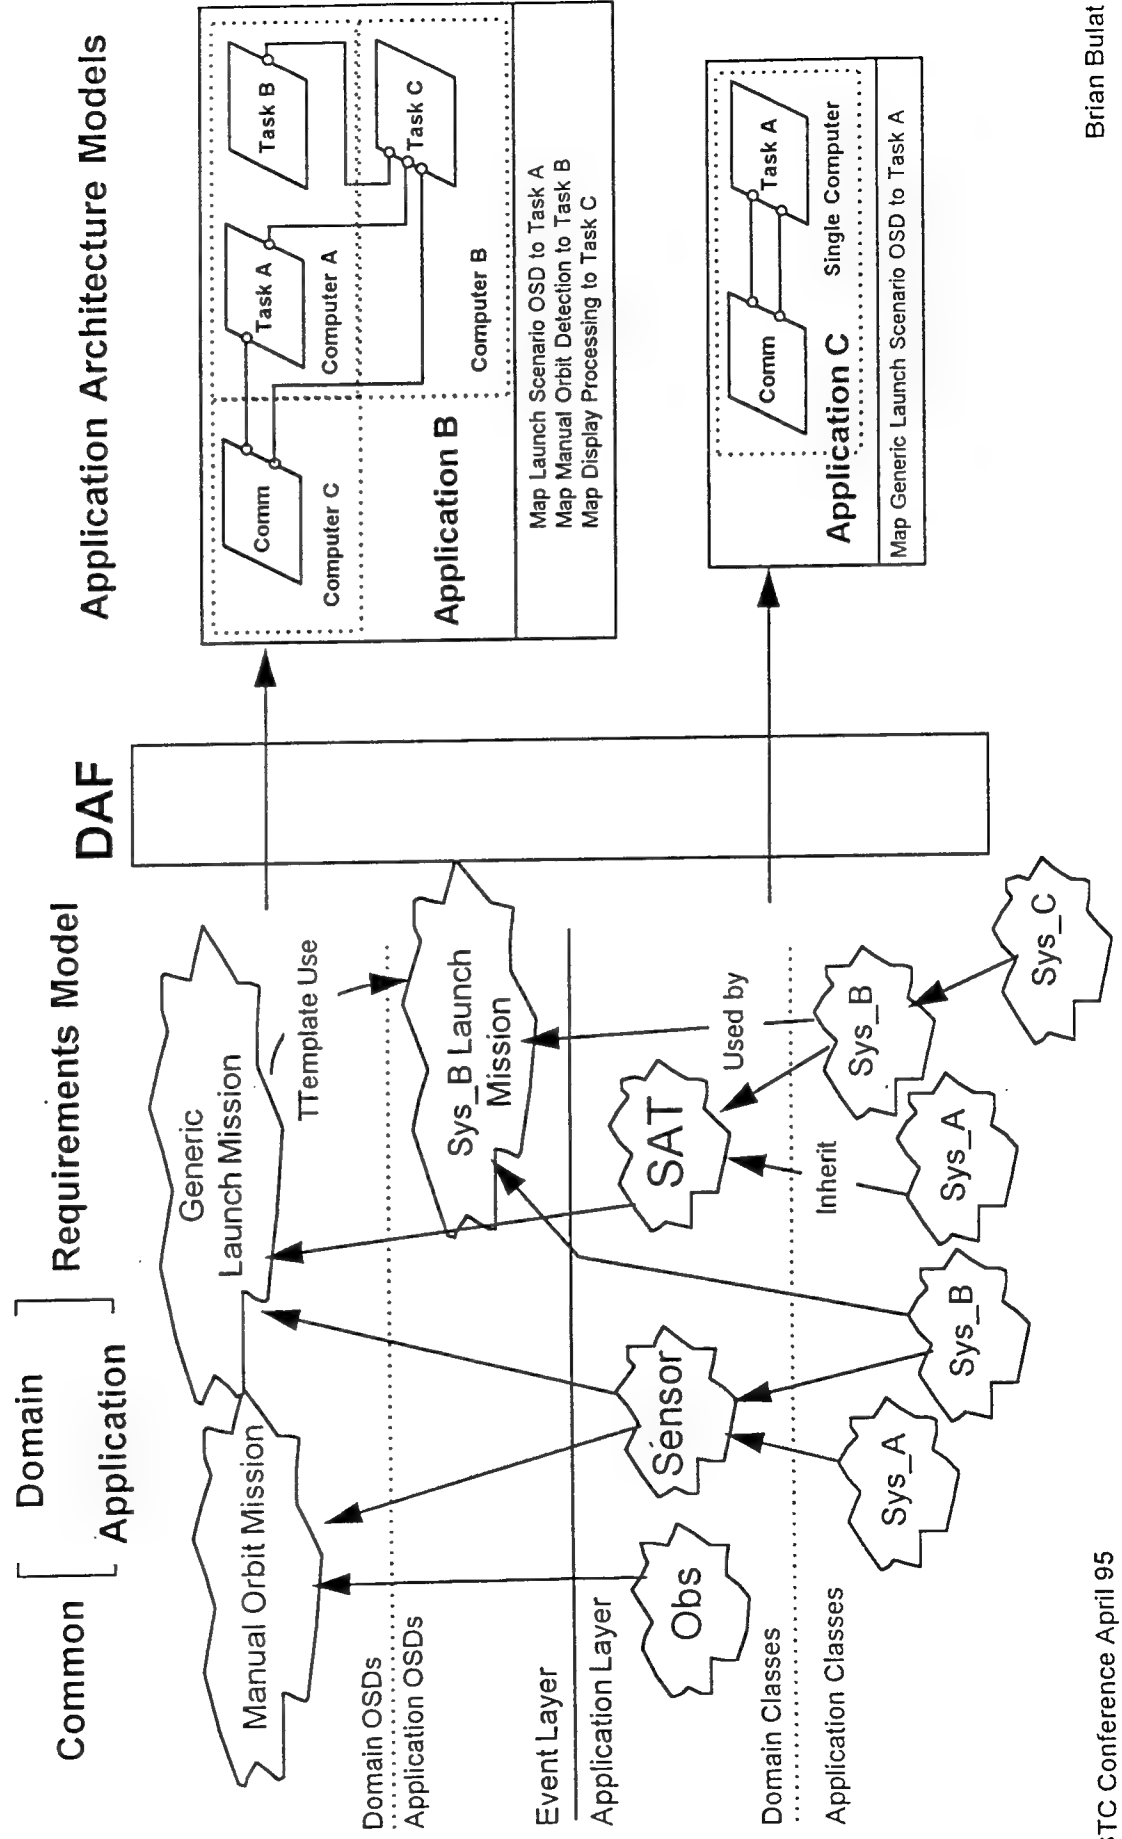 Common
Domain
Application
Requirements Model
DAF
Application Architecture Models
Manual Orbit Mission
Generic
Launch Mission
TTemplate Use
Domain OSDs
Application OSDs
Sys_B Launch
Mission
Event Layer
Application Layer
Obs
Sensor
SAT
Used by
Inherit
Domain Classes
Application Classes
Sys_A
Sys_B
Sys_A
Sys_B
Sys_C
Comm
Task A
Task B
Computer C
Computer A
Task C
Application B
Computer B
Map Launch Scenario OSD to Task A
Map Manual Orbit Detection to Task B
Map Display Processing to Task C
Comm
Task A
Application C
Single Computer
Map Generic Launch Scenario OSD to Task A
STC Conference April 95
Brian Bulat